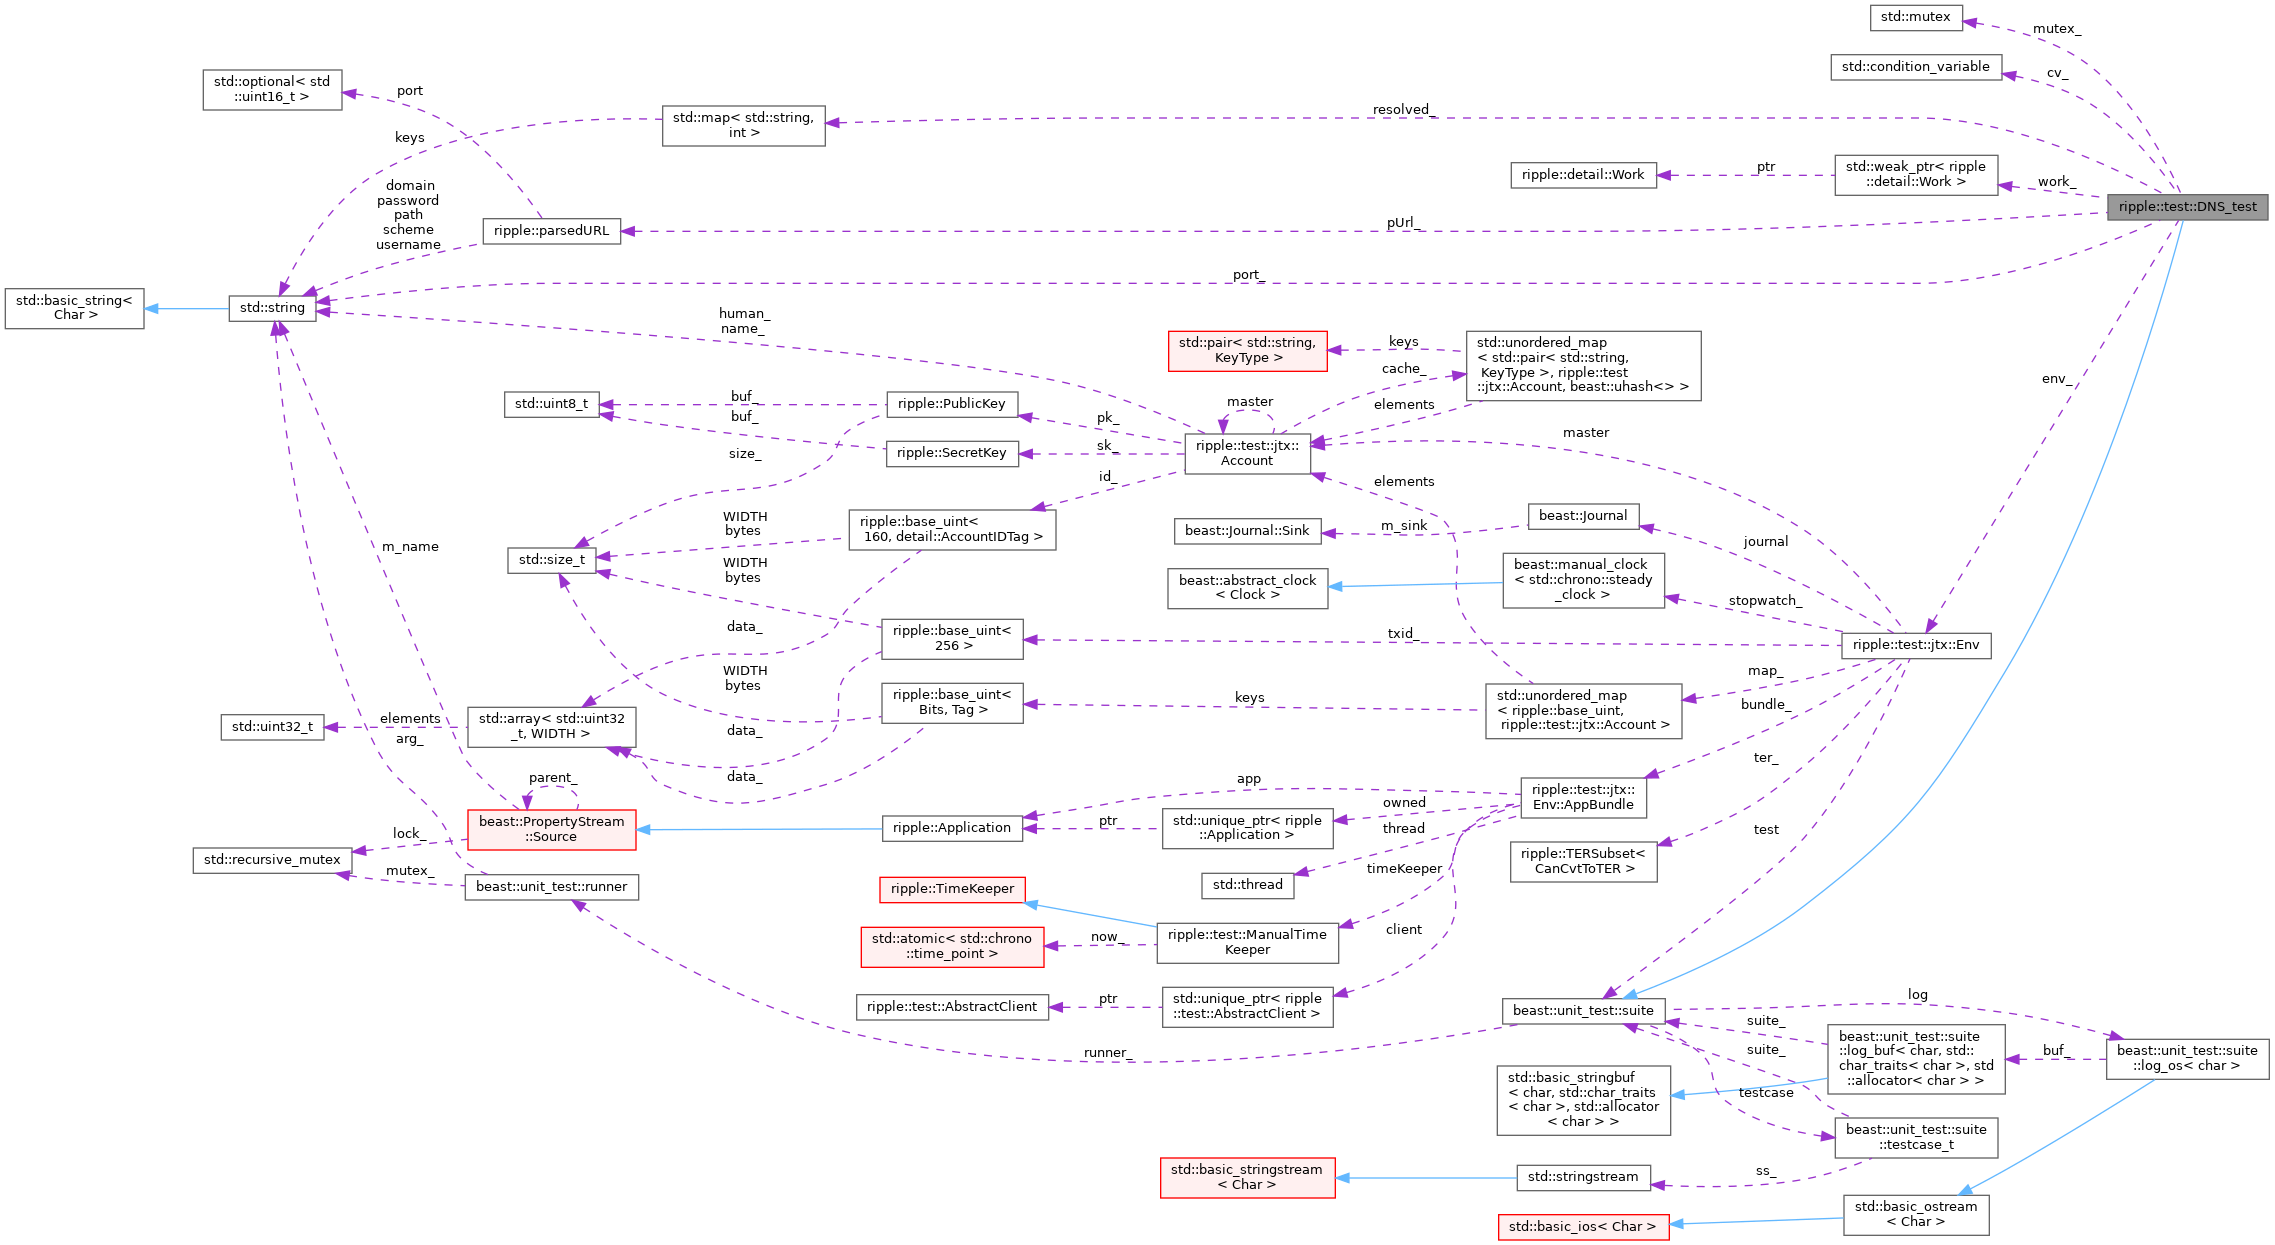 std::mutex
mutex_
std::condition_variable
cv_
std::optional< std
::uint16_t >
port
std::map< std::string,
int >
resolved_
keys
std::weak_ptr< ripple
::detail::Work >
ptr
ripple::detail::Work
work_
ripple::test::DNS_test
domain
password
path
scheme
username
ripple::parsedURL
pUrl_
port_
std::basic_string<
Char >
std::string
human_
name_
std::pair< std::string,
KeyType >
keys
std::unordered_map
< std::pair< std::string,
KeyType >, ripple::test
::jtx::Account, beast::uhash<> >
cache_
env_
std::uint8_t
buf_
buf_
ripple::PublicKey
pk_
master
elements
ripple::test::jtx::
Account
master
size_
ripple::SecretKey
sk_
id_
elements
WIDTH
bytes
ripple::base_uint<
160, detail::AccountIDTag >
beast::Journal::Sink
m_sink
beast::Journal
journal
m_name
std::size_t
WIDTH
bytes
beast::abstract_clock
< Clock >
beast::manual_clock
< std::chrono::steady
_clock >
stopwatch_
data_
ripple::base_uint<
256 >
txid_
ripple::test::jtx::Env
WIDTH
bytes
ripple::base_uint<
Bits, Tag >
keys
std::unordered_map
< ripple::base_uint,
ripple::test::jtx::Account >
map_
bundle_
std::uint32_t
elements
arg_
std::array< std::uint32
_t, WIDTH >
data_
data_
ter_
parent_
app
ripple::test::jtx::
Env::AppBundle
beast::PropertyStream
::Source
ripple::Application
ptr
std::unique_ptr< ripple
::Application >
owned
thread
test
lock_
std::recursive_mutex
mutex_
beast::unit_test::runner
ripple::TERSubset<
CanCvtToTER >
timeKeeper
std::thread
ripple::TimeKeeper
std::atomic< std::chrono
::time_point >
now_
ripple::test::ManualTime
Keeper
client
ripple::test::AbstractClient
ptr
std::unique_ptr< ripple
::test::AbstractClient >
beast::unit_test::suite
log
runner_
suite_
suite_
beast::unit_test::suite
::log_buf< char, std::
char_traits< char >, std
::allocator< char > >
buf_
beast::unit_test::suite
::log_os< char >
std::basic_stringbuf
< char, std::char_traits
< char >, std::allocator
< char > >
testcase
beast::unit_test::suite
::testcase_t
std::basic_stringstream
< Char >
std::stringstream
ss_
std::basic_ostream
< Char >
std::basic_ios< Char >